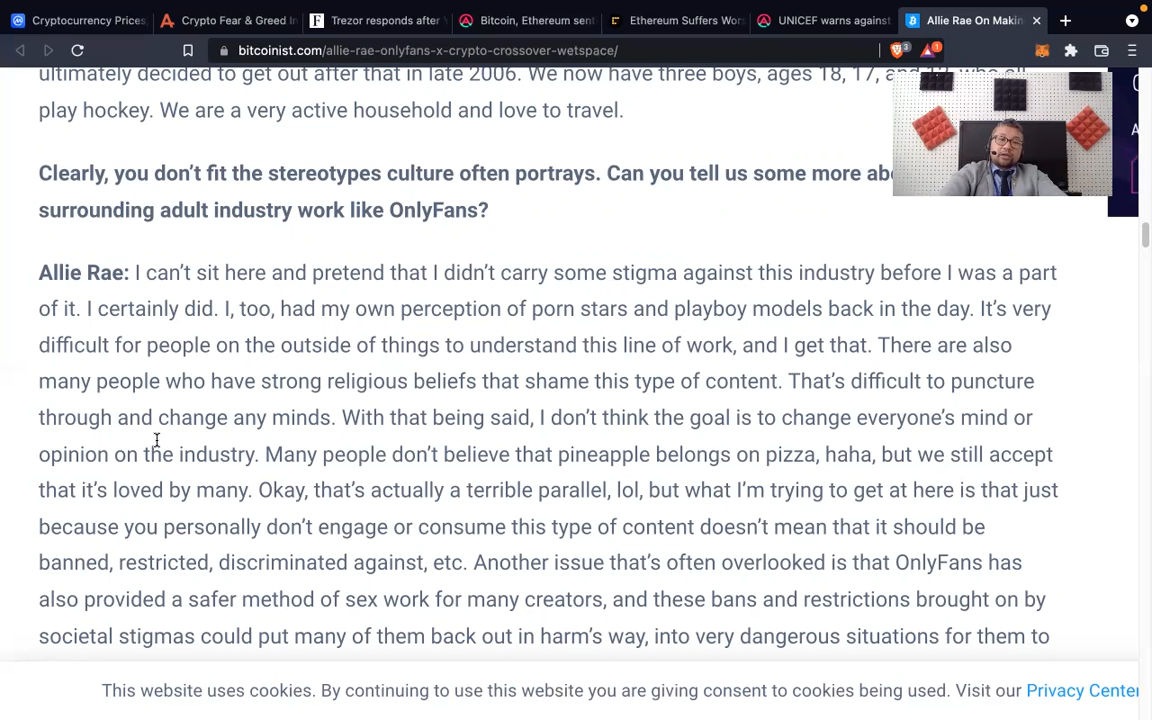 Cryptocurrency Prices,
Crypto Fear & Greed In
Trezor responds after
Bitcoin, Ethereum sent
Ethereum Suffers Wors
UNICEF warns against
Allie Rae On Makin
bitcoinist.com/allie-rae-onlyfans-x-crypto-crossover-wetspace/
3
1
ultimately decided to get out after that in late 2006. We now have three boys, ages 18, 17, and
play hockey. We are a very active household and love to travel.
Clearly, you don’t fit the stereotypes culture often portrays. Can you tell us some more
surrounding adult industry work like OnlyFans?
Allie Rae: I can’t sit here and pretend that I didn’t carry some stigma against this industry before I was a part
of it. I certainly did. I, too, had my own perception of porn stars and playboy models back in the day. It’s very
difficult for people on the outside of things to understand this line of work, and I get that. There are also
many people who have strong religious beliefs that shame this type of content. That’s difficult to puncture
through and change any minds. With that being said, I don’t think the goal is to change everyone’s mind or
opinion on the industry. Many people don’t believe that pineapple belongs on pizza, haha, but we still accept
that it’s loved by many. Okay, that’s actually a terrible parallel, lol, but what I’m trying to get at here is that just
because you personally don’t engage or consume this type of content doesn’t mean that it should be
banned, restricted, discriminated against, etc. Another issue that’s often overlooked is that OnlyFans has
also provided a safer method of sex work for many creators, and these bans and restrictions brought on by
societal stigmas could put many of them back out in harm’s way, into very dangerous situations for them to
This website uses cookies. By continuing to use this website you are giving consent to cookies being used. Visit our Privacy Center